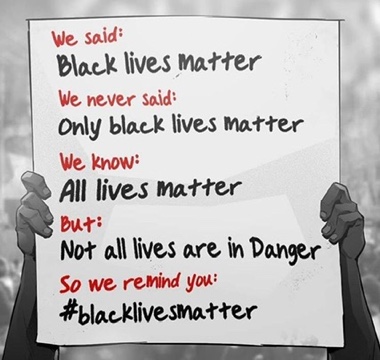 We said:
Black lives matter
We never said:
Only black lives matter
We know:
All lives matter
But:
Not all lives are in Danger
So we remind you:
#blacklivesmatter